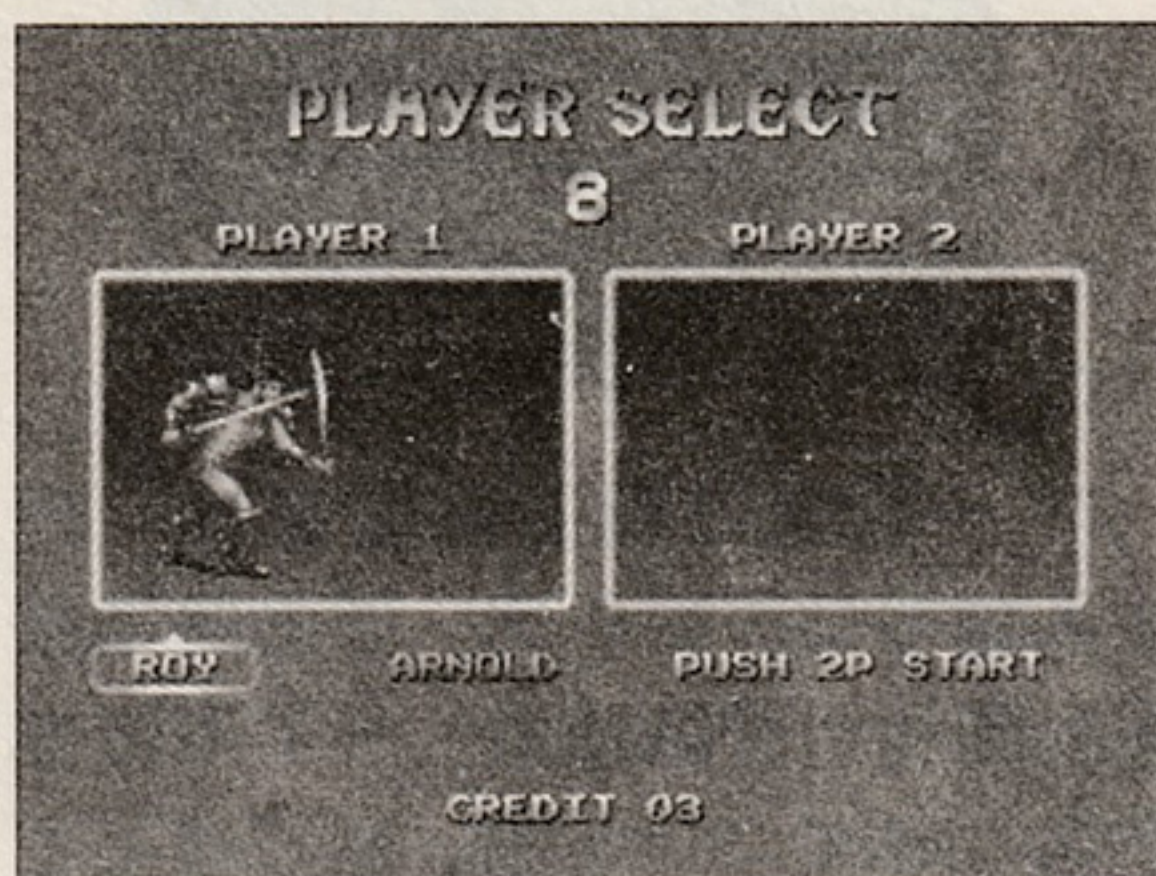 PLAYER SELECT
8
PLAYER 1 PLAYER 2
ROY ARNOLD PUSH 2P START
CREDIT 03